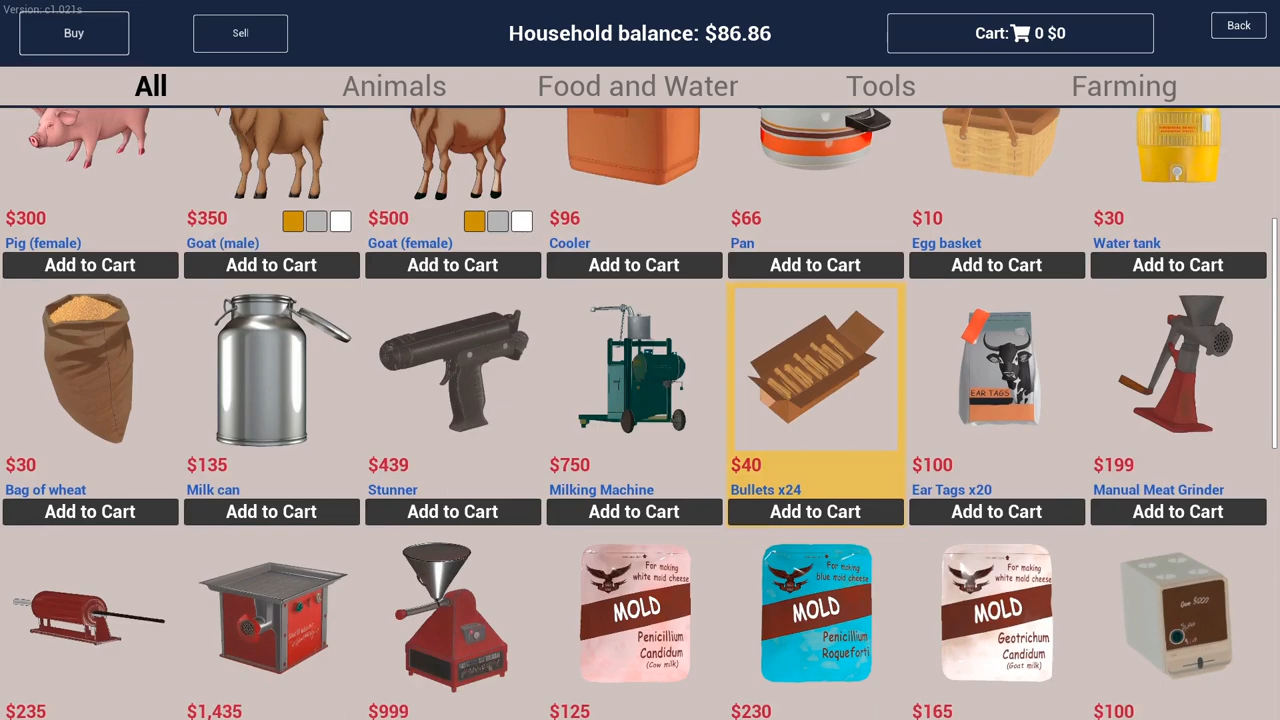 Version: c1.021s
Buy
Sell
Household balance: $86.86
Cart: 0 $0
Back
All
Animals
Food and Water
Tools
Farming
$300
Pig (female)
Add to Cart
$350
Goat (male)
Add to Cart
$500
Goat (female)
Add to Cart
$96
Cooler
Add to Cart
$66
Pan
Add to Cart
$10
Egg basket
Add to Cart
$30
Water tank
Add to Cart
$30
Bag of wheat
Add to Cart
$135
Milk can
Add to Cart
$439
Stunner
Add to Cart
$750
Milking Machine
Add to Cart
$40
Bullets x24
Add to Cart
EAR TAGS
$100
Ear Tags x20
Add to Cart
$199
Manual Meat Grinder
Add to Cart
$235
$1,435
$999
For making
white mold cheese
MOLD
Penicillium
Candidum
(Cow milk)
$125
For making
blue mold cheese
MOLD
Penicillium
Roqueforti
$230
For making
white mold cheese
MOLD
Geotrichum
Candidum
(Goat milk)
$165
$100